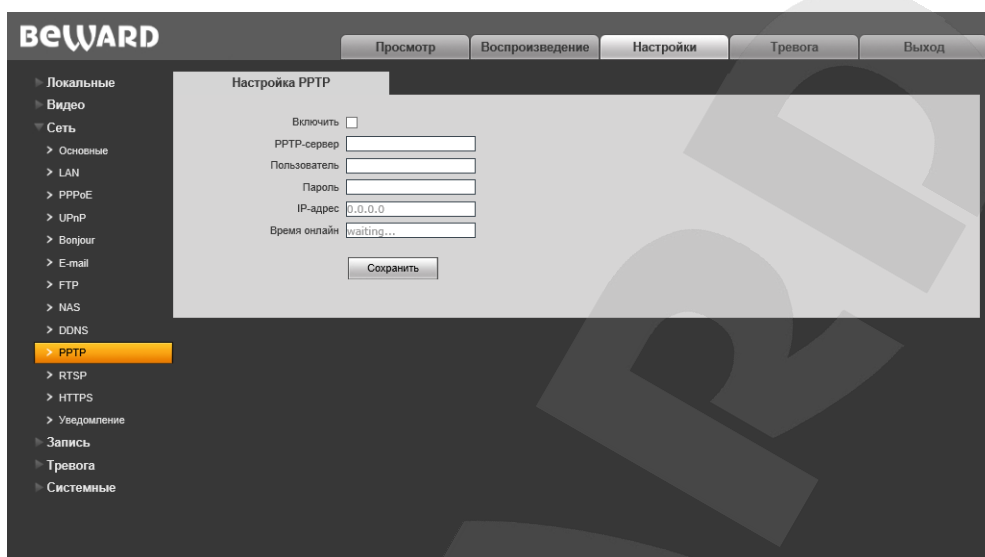 BEWARD
Просмотр
Воспроизведение
Настройки
Тревога
Выход
Локальные
Видео
Сеть
Основные
LAN
PPPoE
UPnP
Bonjour
E-mail
FTP
NAS
DDNS
PPTP
RTSP
HTTPS
Уведомление
Запись
Тревога
Системные
Настройка PPTP
Включить
PPTP-сервер
Пользователь
Пароль
IP-адрес 0.0.0.0
Время онлайн waiting...
Сохранить